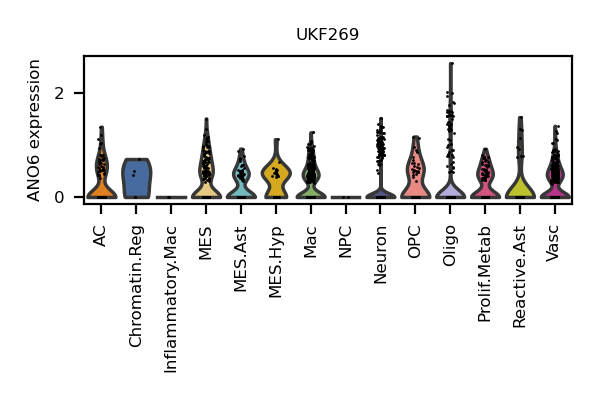 UKF269
ANO6 expression
2
0
AC
Chromatin.Reg
Inflammatory.Mac
MES
MES.Ast
MES.Hyp
Mac
NPC
Neuron
OPC
Oligo
Prolif.Metab
Reactive.Ast
Vasc